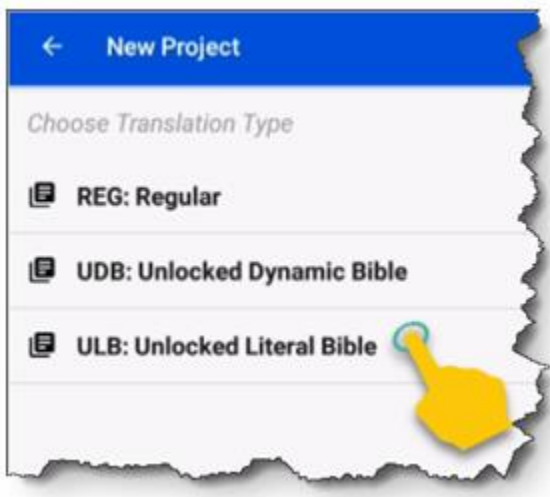 New Project
Choose Translation Type
REG: Regular
UDB: Unlocked Dynamic Bible
ULB: Unlocked Literal Bible